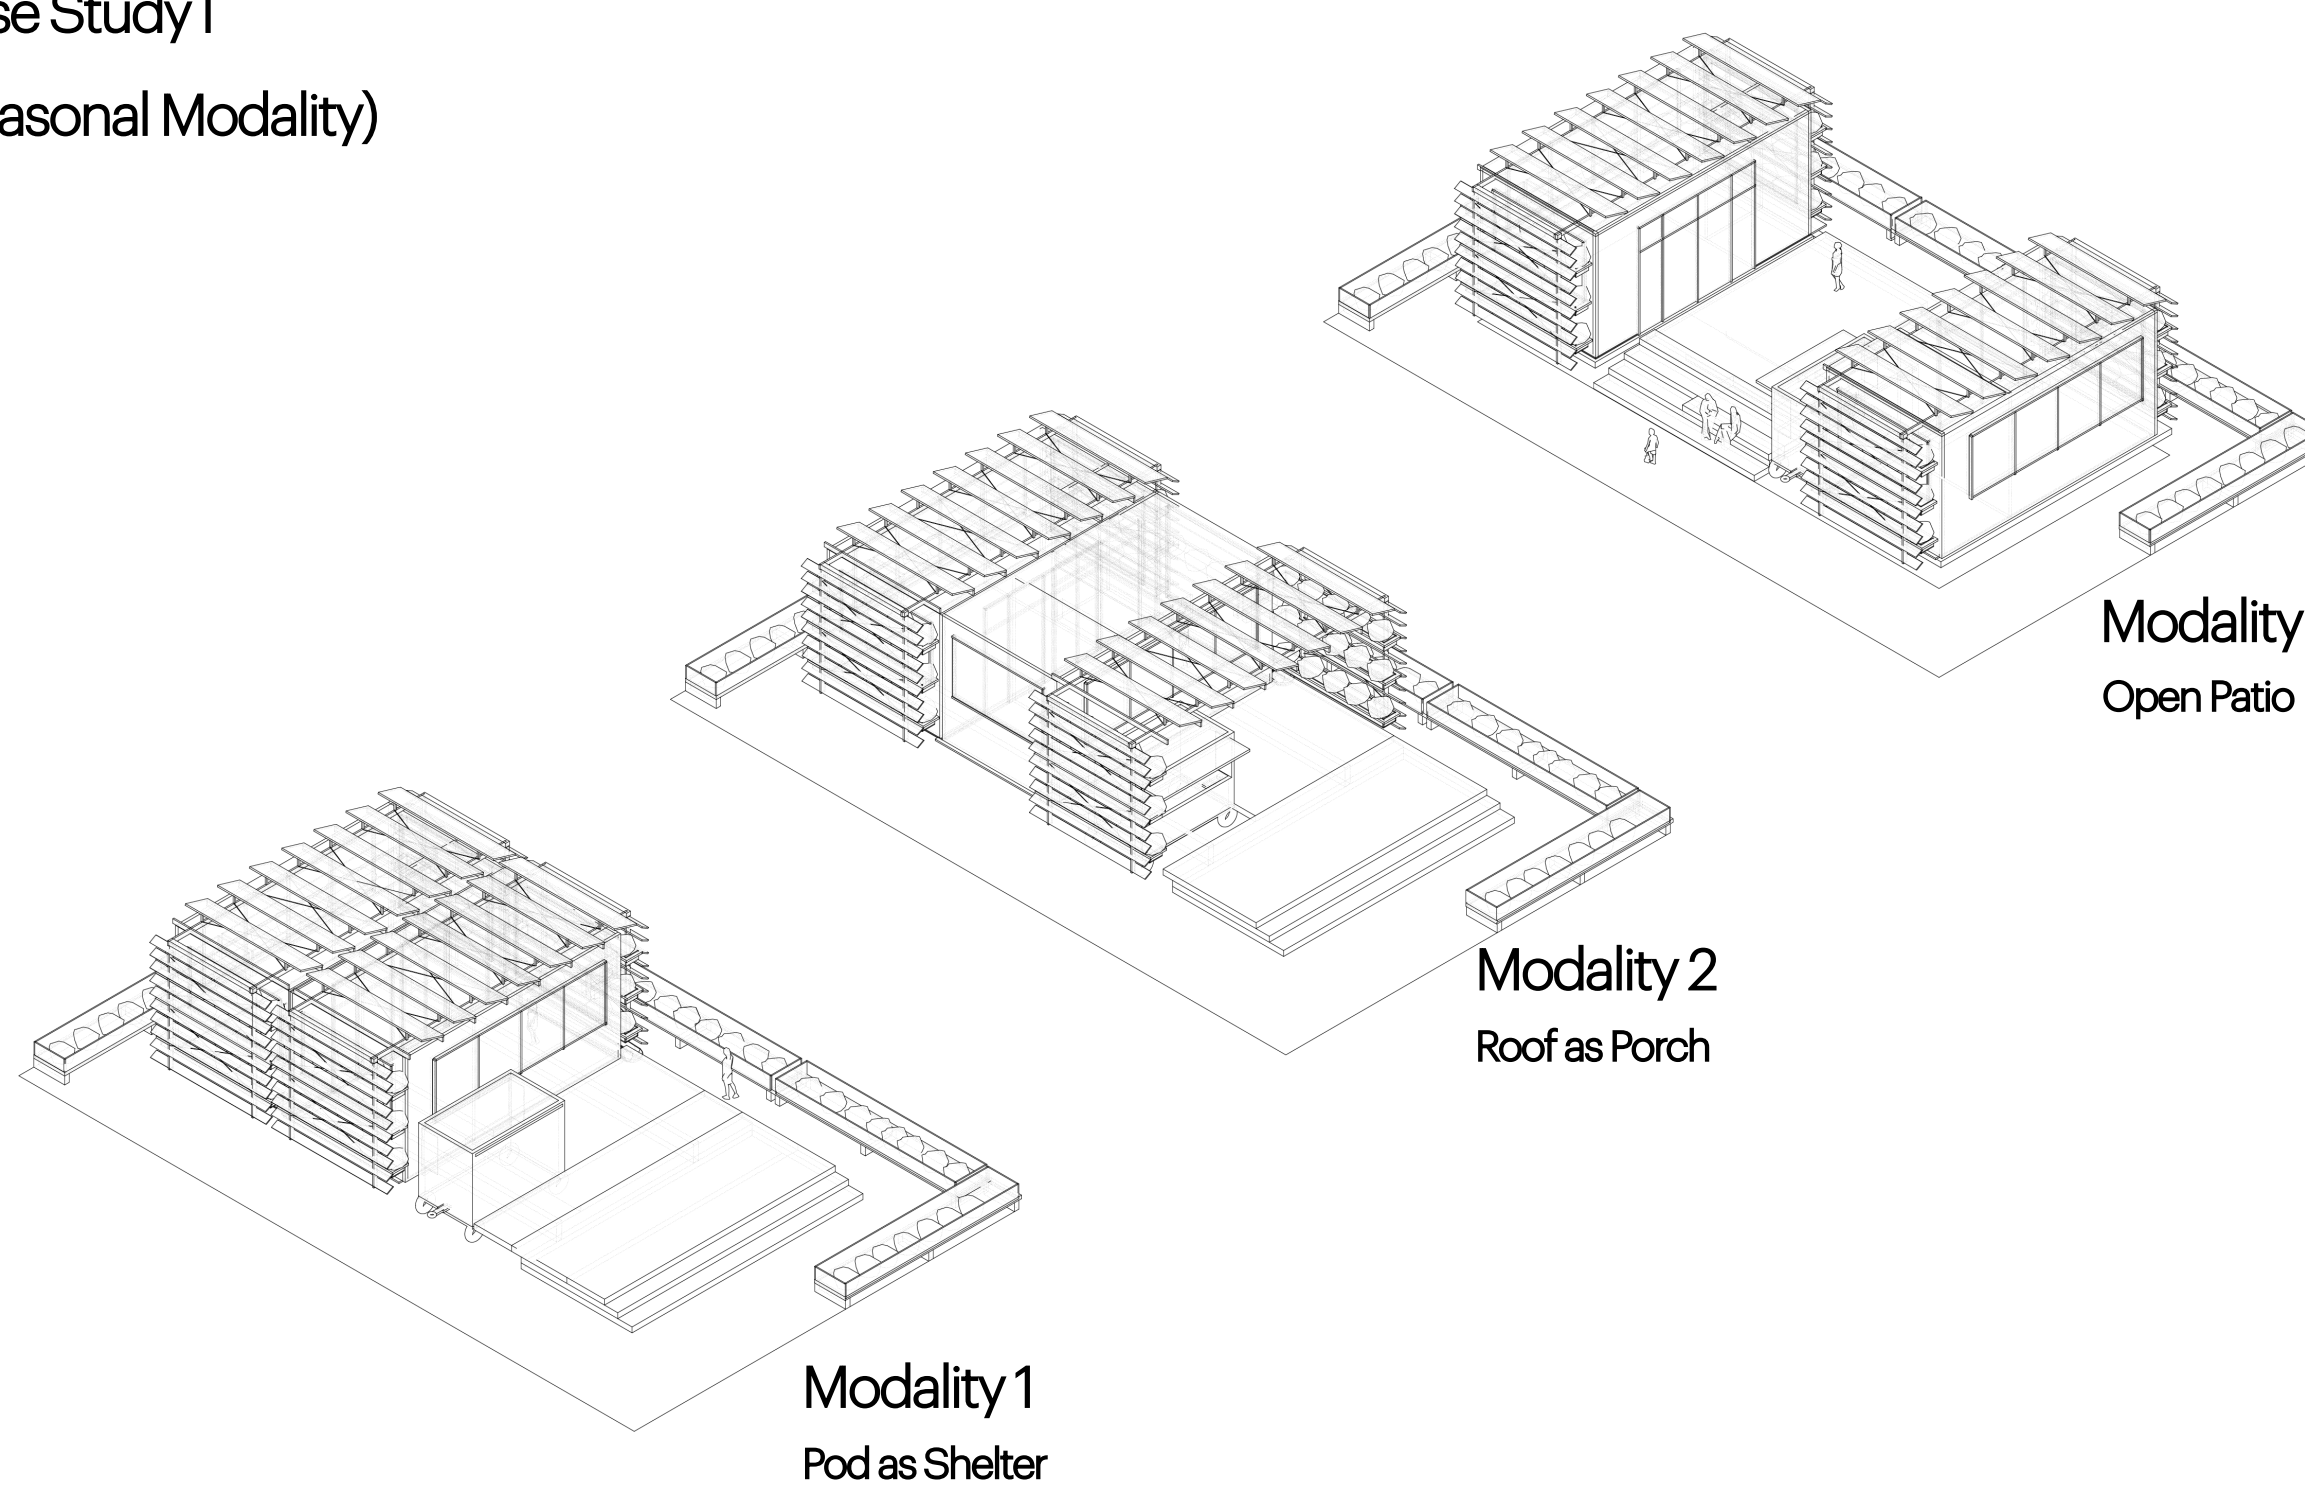 se Study 1
asonal Modality)
Modality
Open Patio
Modality 2
Roof as Porch
Modality 1
Pod as Shelter